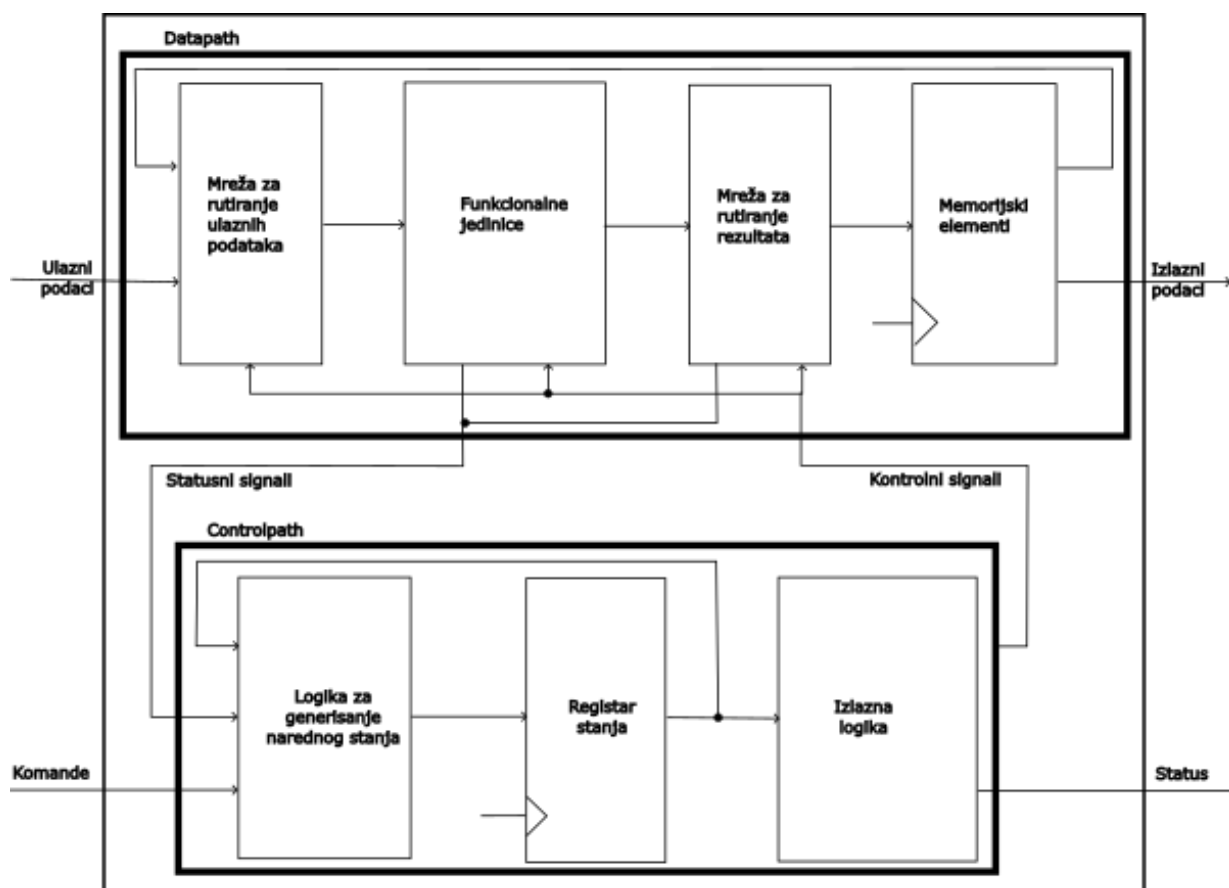 Datapath
Mreža za
rutiranje
ulaznih
podataka
Funkcionalne
jedinice
Mreža za
rutiranje
rezultata
Memorijski
elementi
Ulazni
podaci
Izlazni
podaci
Statusni signali
Kontrolni signali
Controlpath
Logika za
generisanje
narednog stanja
Registar
stanja
Izlazna
logika
Komande
Status